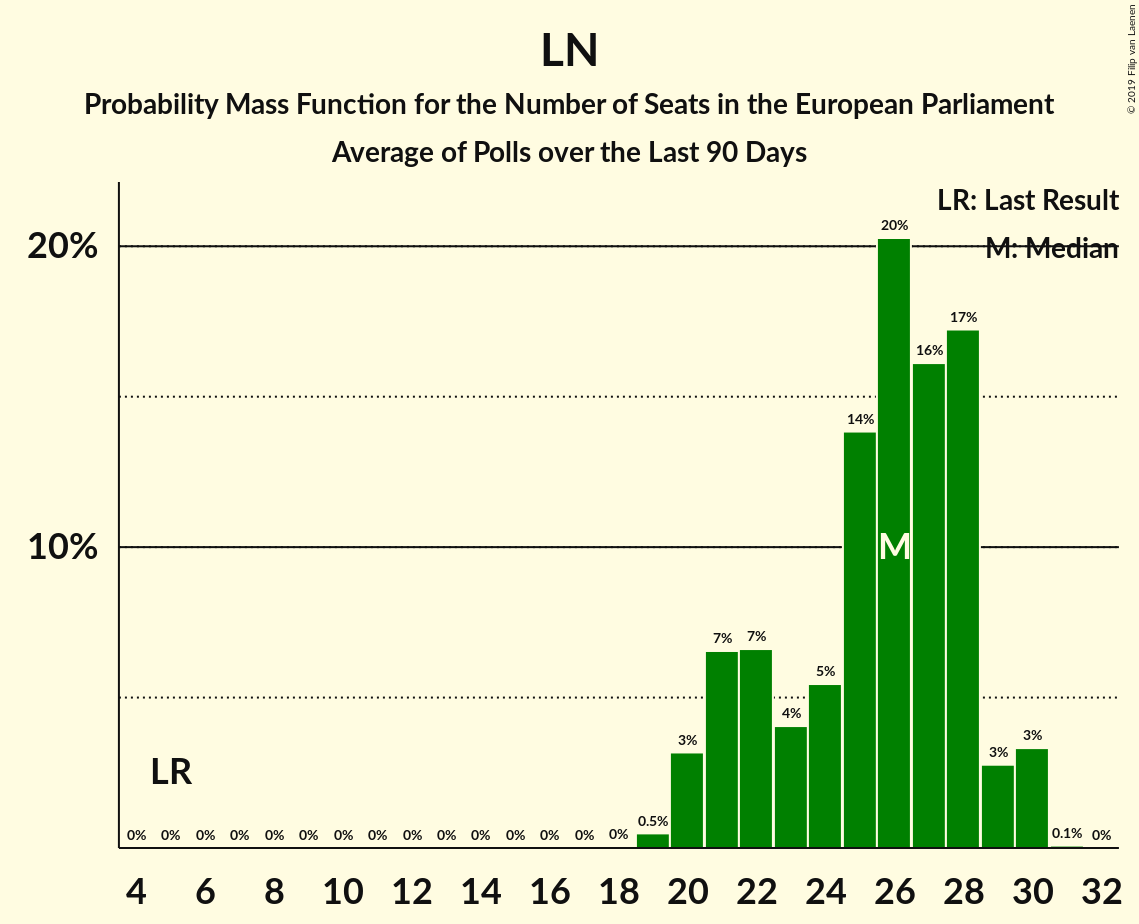 LN
Probability Mass Function for the Number of Seats in the European Parliament
Average of Polls over the Last 90 Days
© 2019 Filip van Laenen
LR: Last Result
M: Median
20%
10%
20%
17%
16%
14%
M
7%
7%
5%
4%
3%
3%
3%
LR
0.5%
0.1%
0% 0% 0% 0% 0% 0% 0% 0% 0% 0% 0% 0% 0% 0% 0% 0%
4 6 8 10 12 14 16 18 20 22 24 26 28 30 32